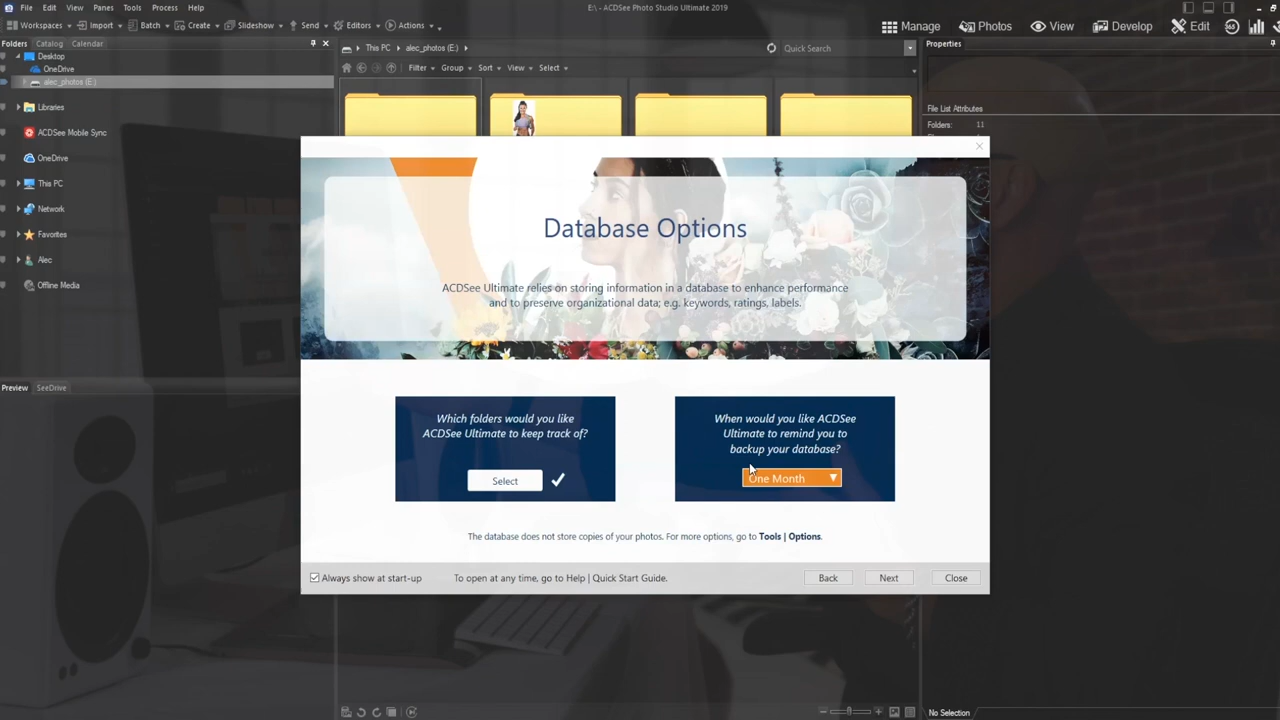 File Edit View Panes Tools Process Help
E:\ - ACDSee Photo Studio Ultimate 2019
Workspaces Import Batch Create Slideshow Send Editors Actions
Manage Photos View Develop Edit 365
Folders Catalog Calendar
This PC alec_photos (E:)
Quick Search
Properties
Desktop
OneDrive
alec_photos (E:)
Filter Group Sort View Select
Libraries
File List Attributes
Folders: 11
ACDSee Mobile Sync
OneDrive
This PC
Network
Favorites
Alec
Offline Media
Database Options
ACDSee Ultimate relies on storing information in a database to enhance performance
and to preserve organizational data; e.g. keywords, ratings, labels.
Preview SeeDrive
Which folders would you like
ACDSee Ultimate to keep track of?
Select
When would you like ACDSee
Ultimate to remind you to
backup your database?
One Month
The database does not store copies of your photos. For more options, go to Tools | Options.
Always show at start-up
To open at any time, go to Help | Quick Start Guide.
Back Next Close
No Selection